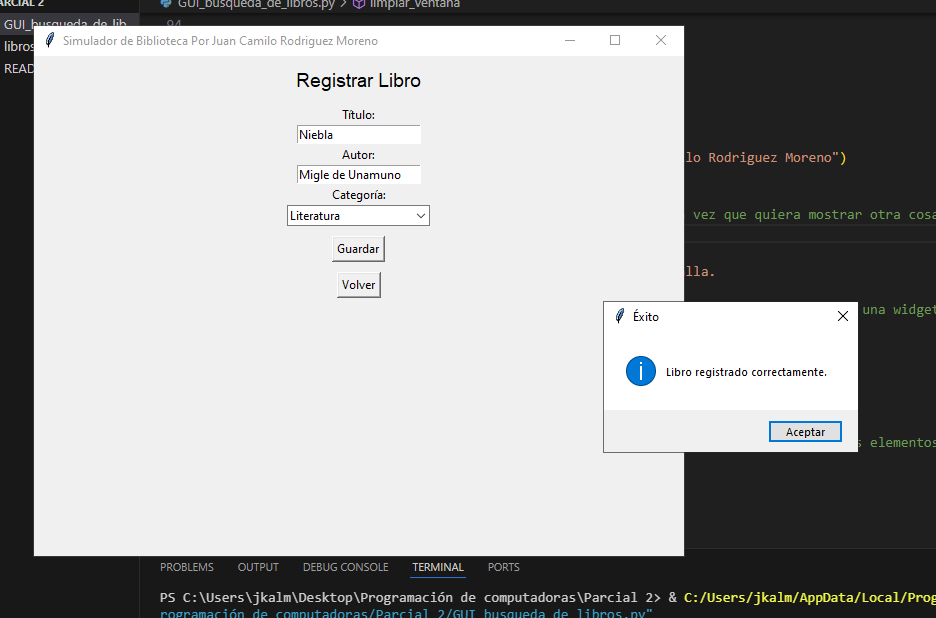 ARCIAL 2
GUI_busqueda_de_libros.py > limpiar_ventana
GUI_busqueda_de_lib
94
libros
READ
Simulador de Biblioteca Por Juan Camilo Rodriguez Moreno
Registrar Libro
Título:
Niebla
Autor:
Migle de Unamuno
Categoría:
Literatura
Guardar
Volver
lo Rodriguez Moreno")
vez que quiera mostrar otra cosa
lla.
una widget
Éxito
Libro registrado correctamente.
Aceptar
s elementos
PROBLEMS OUTPUT DEBUG CONSOLE TERMINAL PORTS
PS C:\Users\jkalm\Desktop\Programación de computadoras\Parcial 2> & C:/Users/jkalm/AppData/Local/Prog
rogramación de computadoras/Parcial 2/GUI_busqueda_de_libros.py"